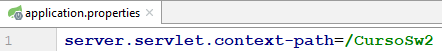 application.properties
1 server.servlet.context-path=/CursoSw2